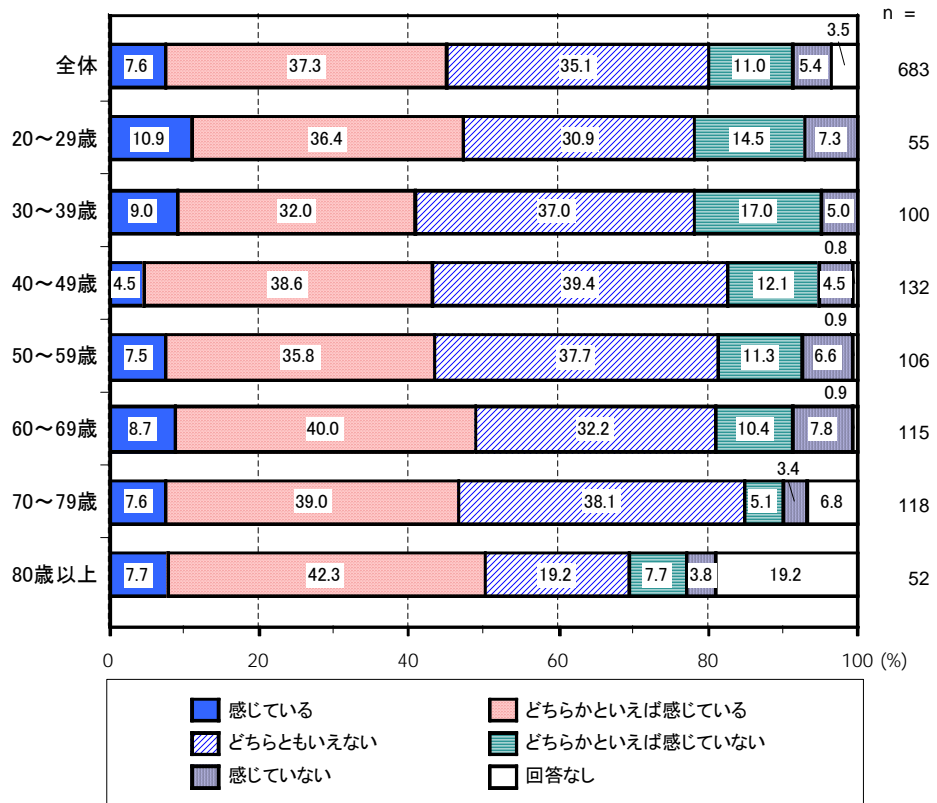 n =
3.5
全体 7.6 37.3 35.1 11.0 5.4 683
20～29歳 10.9 36.4 30.9 14.5 7.3 55
30～39歳 9.0 32.0 37.0 17.0 5.0 100
0.8
40～49歳 4.5 38.6 39.4 12.1 4.5 132
0.9
50～59歳 7.5 35.8 37.7 11.3 6.6 106
0.9
60～69歳 8.7 40.0 32.2 10.4 7.8 115
3.4
70～79歳 7.6 39.0 38.1 5.1 6.8 118
80歳以上 7.7 42.3 19.2 7.7 3.8 19.2 52
0 20 40 60 80 100 (%)
感じている どちらかといえば感じている
どちらともいえない どちらかといえば感じていない
感じていない 回答なし